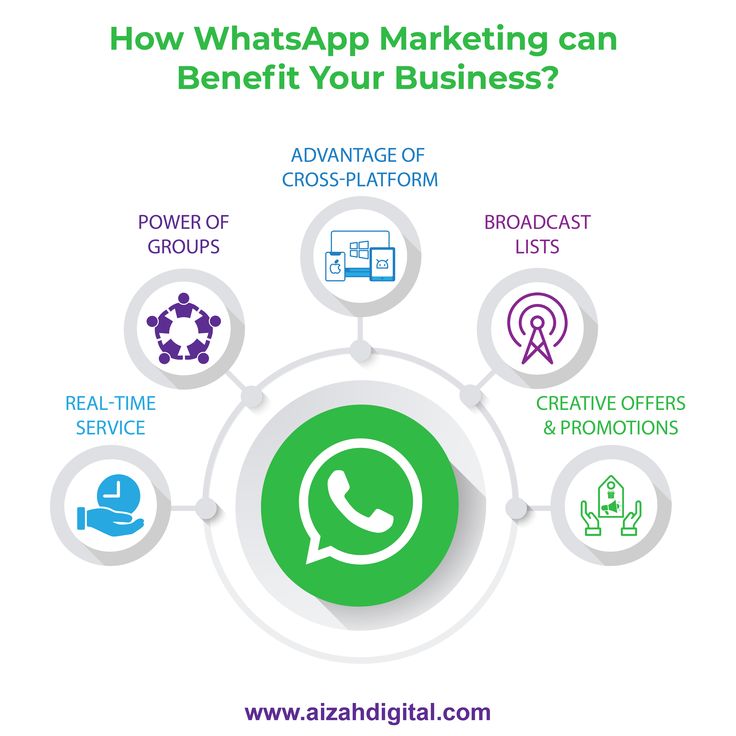 How WhatsApp Marketing can
Benefit Your Business?
ADVANTAGE OF
CROSS-PLATFORM
POWER OF
GROUPS
BROADCAST
LISTS
REAL-TIME
SERVICE
CREATIVE OFFERS
& PROMOTIONS
www.aizahdigital.com